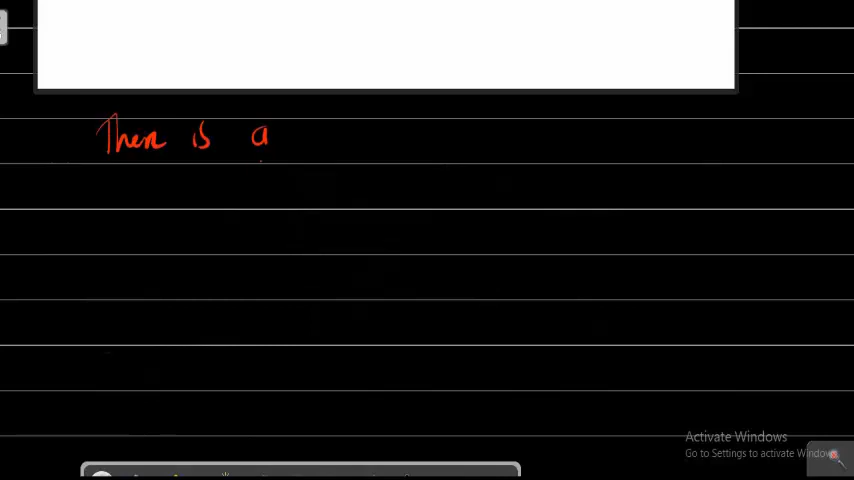 There is a
Activate Windows
Go to Settings to activate Windows.